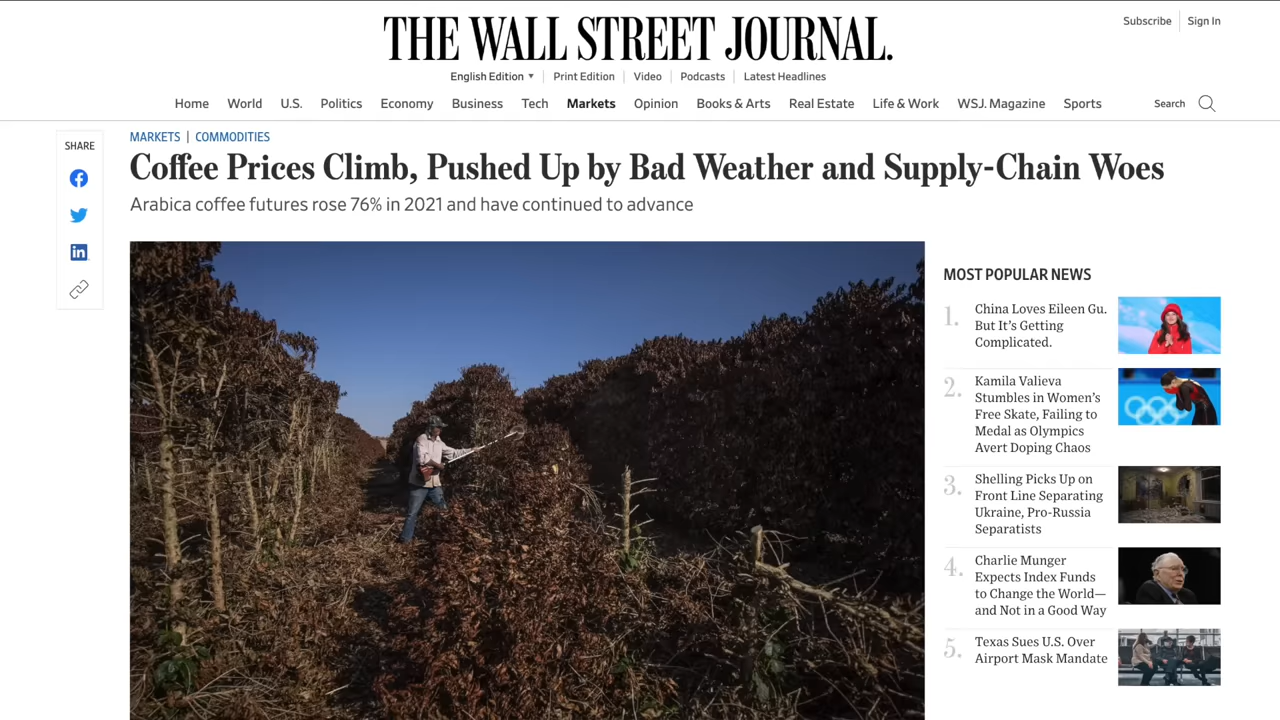 THE WALL STREET JOURNAL.
Subscribe | Sign In
English Edition ▼ | Print Edition | Video | Podcasts | Latest Headlines
Home World U.S. Politics Economy Business Tech Markets Opinion Books & Arts Real Estate Life & Work WSJ. Magazine Sports Search
SHARE
MARKETS | COMMODITIES
Coffee Prices Climb, Pushed Up by Bad Weather and Supply-Chain Woes
Arabica coffee futures rose 76% in 2021 and have continued to advance
MOST POPULAR NEWS
1. China Loves Eileen Gu.
But It’s Getting
Complicated.
2. Kamila Valieva
Stumbles in Women’s
Free Skate, Failing to
Medal as Olympics
Avert Doping Chaos
3. Shelling Picks Up on
Front Line Separating
Ukraine, Pro-Russia
Separatists
4. Charlie Munger
Expects Index Funds
to Change the World—
and Not in a Good Way
5. Texas Sues U.S. Over
Airport Mask Mandate